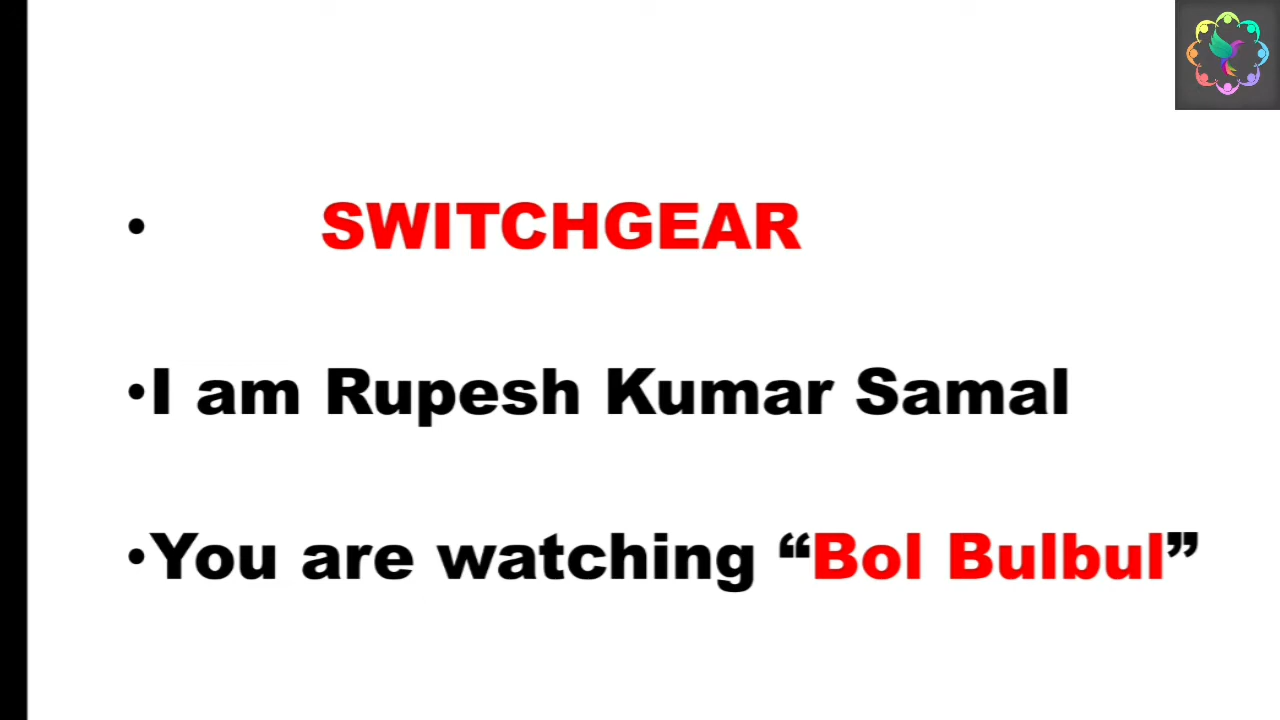 • SWITCHGEAR
•I am Rupesh Kumar Samal
•You are watching “Bol Bulbul”